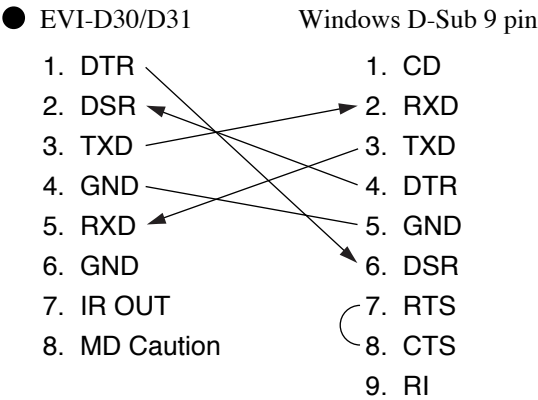 EVI-D30/D31 Windows D-Sub 9 pin
1. DTR 1. CD
2. DSR 2. RXD
3. TXD 3. TXD
4. GND 4. DTR
5. RXD 5. GND
6. GND 6. DSR
7. IR OUT 7. RTS
8. MD Caution 8. CTS
9. RI